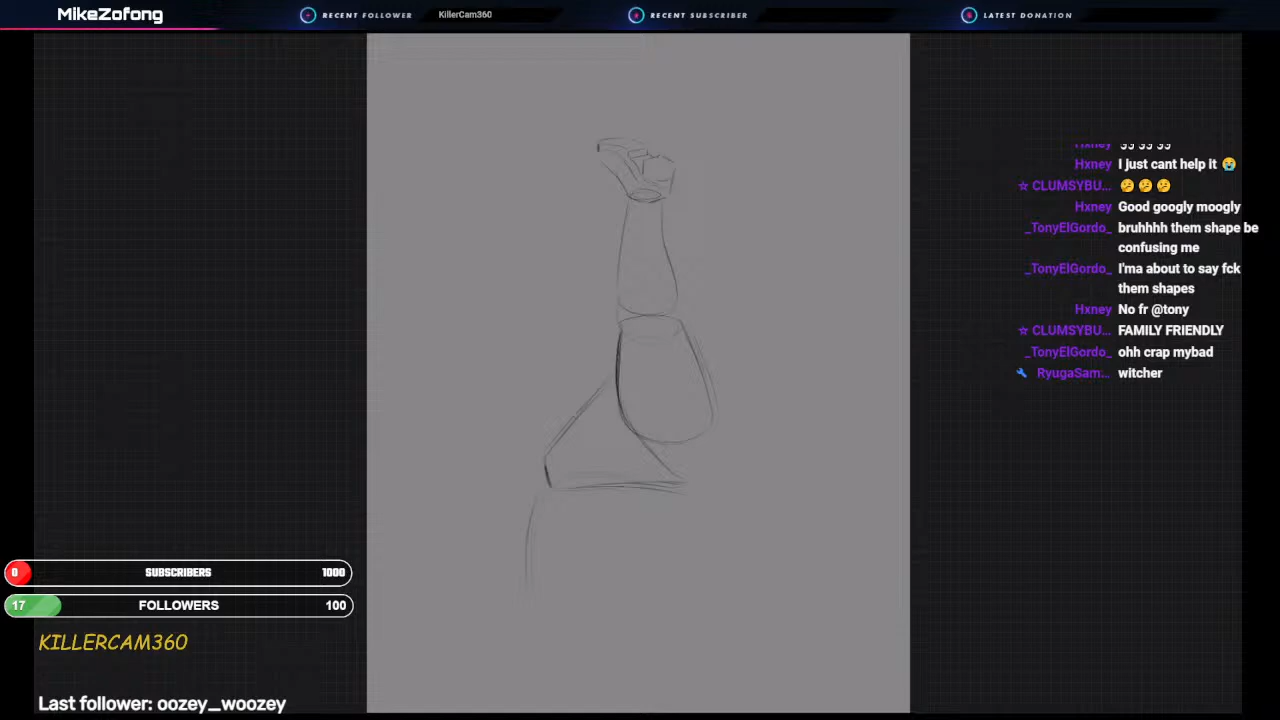 MikeZofong
RECENT FOLLOWER
KillerCam360
RECENT SUBSCRIBER
LATEST DONATION
Hxney
Hxney I just cant help it 😭
☆ CLUMSYBU... 🫤 🫤 🫤
Hxney Good googly moogly
_TonyElGordo_ bruhhhh them shape be
confusing me
_TonyElGordo_ I'ma about to say fck
them shapes
Hxney No fr @tony
☆ CLUMSYBU... FAMILY FRIENDLY
_TonyElGordo_ ohh crap mybad
RyugaSam... witcher
0 SUBSCRIBERS 1000
17 FOLLOWERS 100
KILLERCAM360
Last follower: oozey_woozey